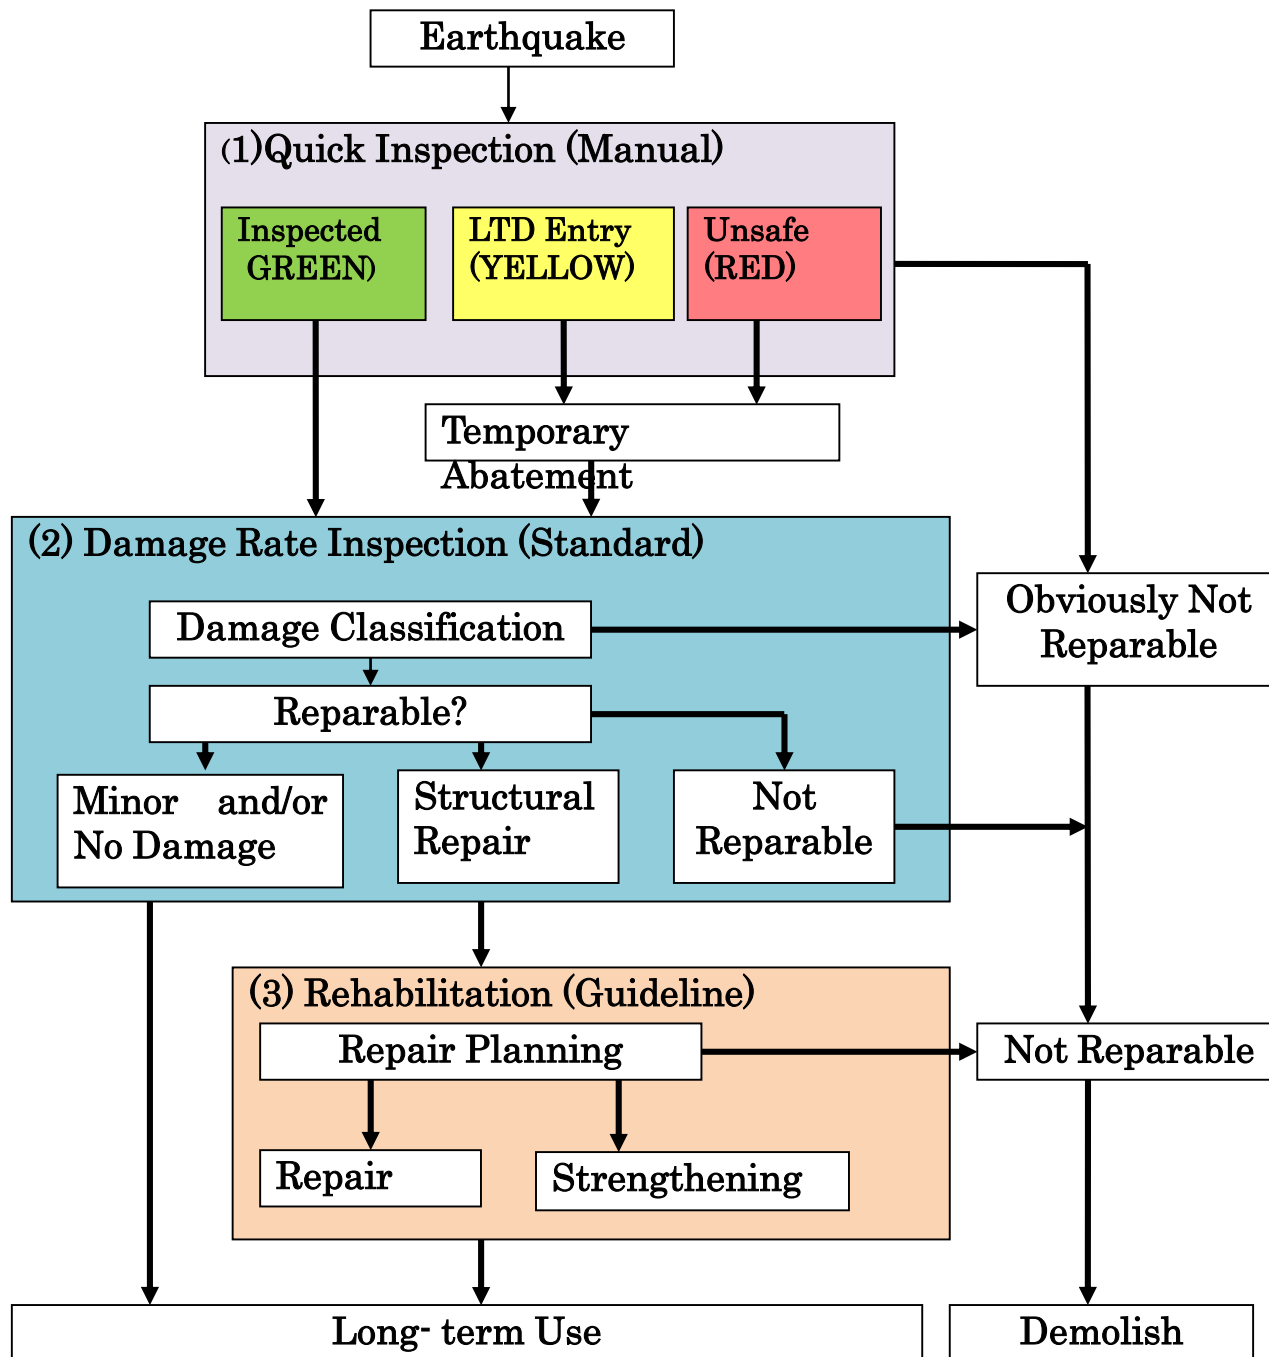 Earthquake
(1)Quick Inspection (Manual)
Inspected
GREEN)
LTD Entry
(YELLOW)
Unsafe
(RED)
Temporary
Abatement
(2) Damage Rate Inspection (Standard)
Damage Classification
Obviously Not
Reparable
Reparable?
Minor and/or
No Damage
Structural
Repair
Not
Reparable
(3) Rehabilitation (Guideline)
Repair Planning
Not Reparable
Repair
Strengthening
Long- term Use
Demolish